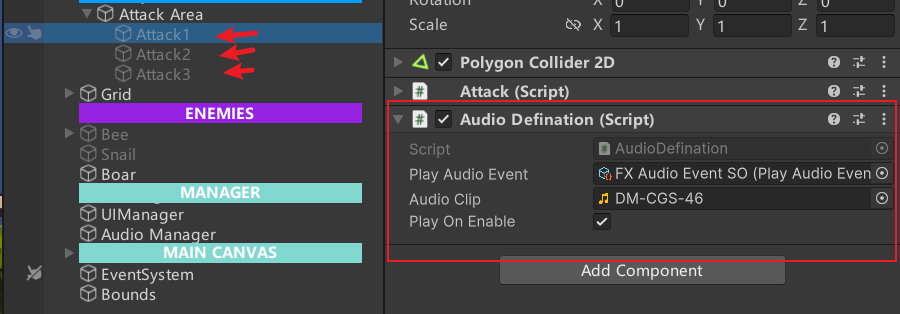 Attack Area
Attack1
Attack2
Attack3
Grid
ENEMIES
Bee
Snail
Boar
MANAGER
UIManager
Audio Manager
MAIN CANVAS
EventSystem
Bounds
Rotation X 0 Y 0 Z 0
Scale X 1 Y 1 Z 1
Polygon Collider 2D
# Attack (Script)
# Audio Defination (Script)
Script # AudioDefination
Play Audio Event FX Audio Event SO (Play Audio Even
Audio Clip DM-CGS-46
Play On Enable
Add Component